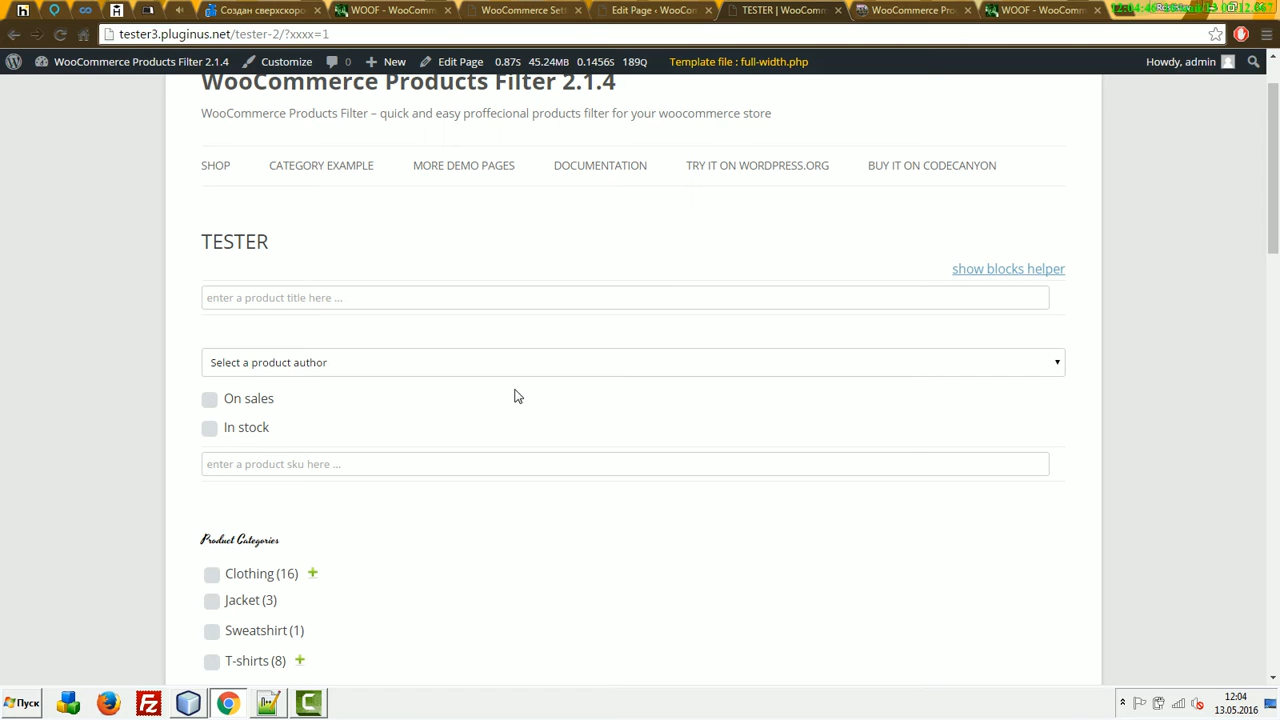 Создан сверхскоро
WOOF – WooComm
WooCommerce Sett
Edit Page ‹ WooCom
TESTER | WooComm
WooCommerce Prod
WOOF - WooComm
tester3.pluginus.net/tester-2/?xxxx=1
WooCommerce Products Filter 2.1.4
Customize
0
New
Edit Page
0.87s 45.24MB 0.1456s 189Q
Template file : full-width.php
Howdy, admin
WooCommerce Products Filter 2.1.4
WooCommerce Products Filter – quick and easy proffecional products filter for your woocommerce store
SHOP CATEGORY EXAMPLE MORE DEMO PAGES DOCUMENTATION TRY IT ON WORDPRESS.ORG BUY IT ON CODECANYON
TESTER
show blocks helper
enter a product title here ...
Select a product author
On sales
In stock
enter a product sku here ...
Product Categories
Clothing (16)
Jacket (3)
Sweatshirt (1)
T-shirts (8)
Пуск
12:04
13.05.2016